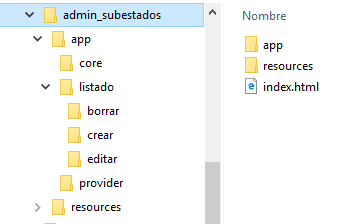 admin_subestados
app
core
listado
borrar
crear
editar
provider
resources
Nombre
app
resources
index.html